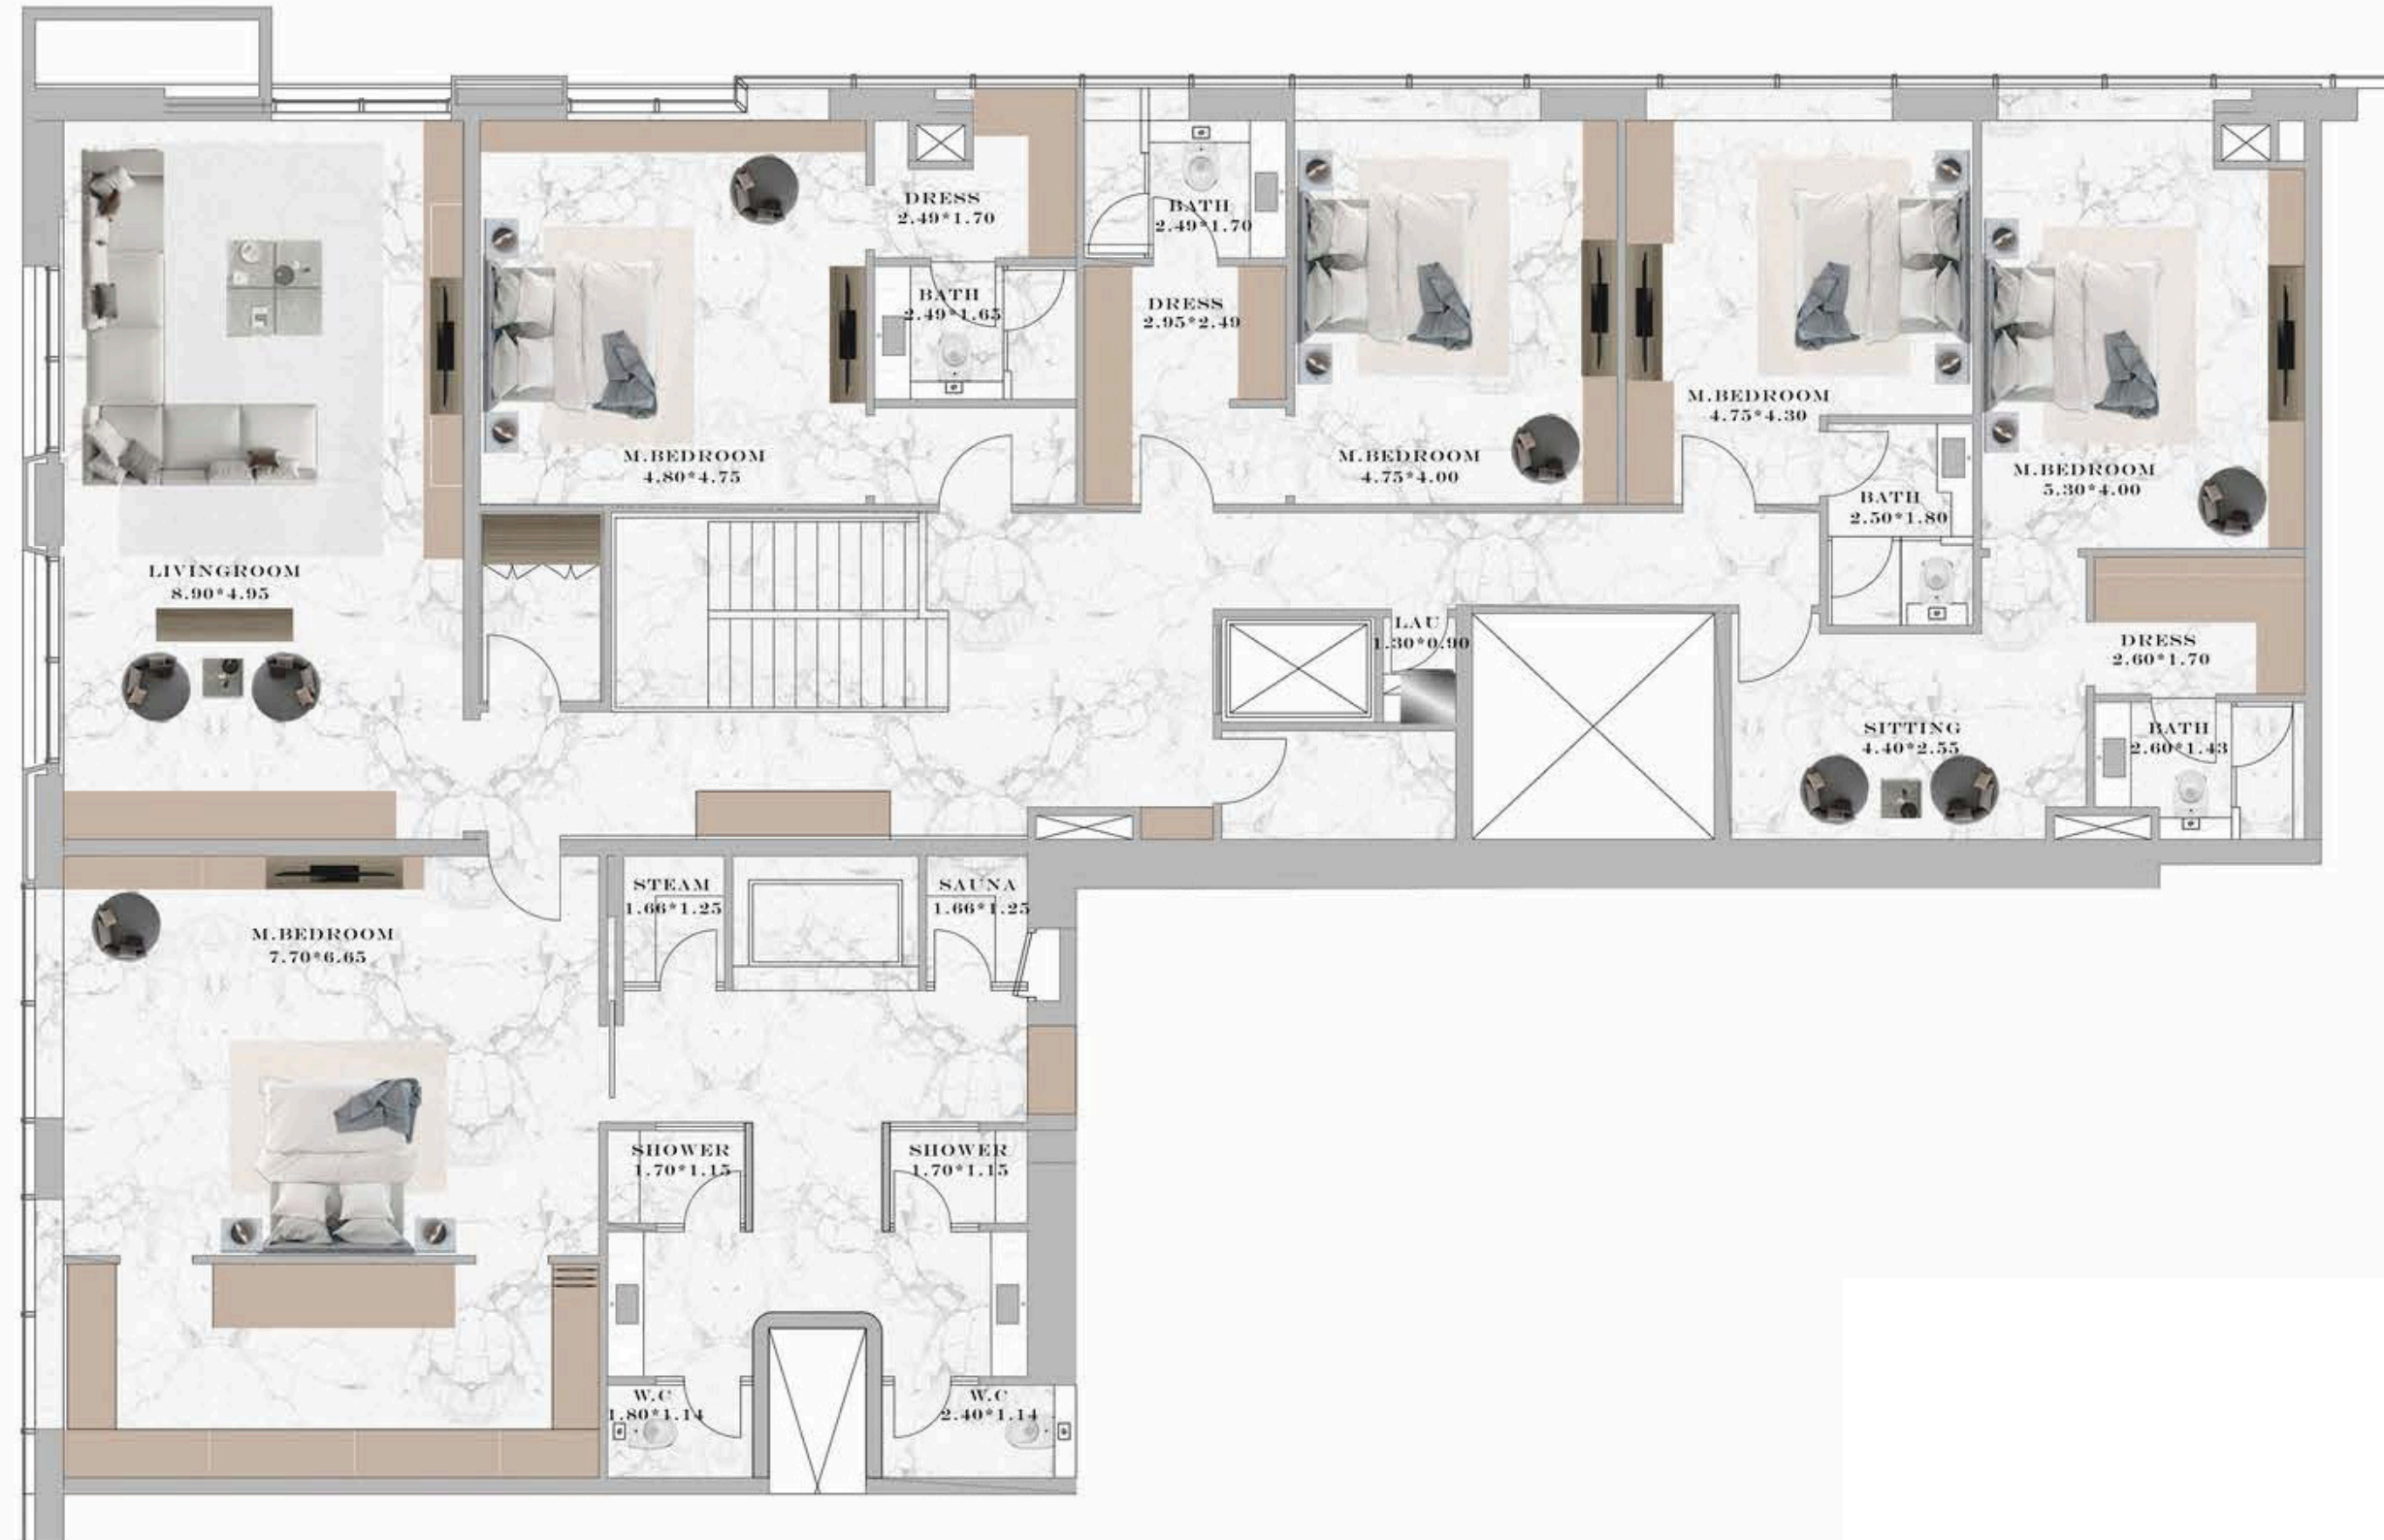 DRESS
2.49*1.70
BATH
2.49*1.70
BATH
2.49*1.65
DRESS
2.95*2.49
M.BEDROOM
4.80*4.75
M.BEDROOM
4.75*4.00
M.BEDROOM
4.75*4.30
M.BEDROOM
5.30*4.00
BATH
2.50*1.80
LIVINGROOM
8.90*4.95
LAU
1.30*0.90
DRESS
2.60*1.70
SITTING
4.40*2.55
BATH
2.60*1.43
STEAM
1.66*1.25
SAUNA
1.66*1.25
M.BEDROOM
7.70*6.65
SHOWER
1.70*1.15
SHOWER
1.70*1.15
W.C
1.80*1.14
W.C
2.40*1.14